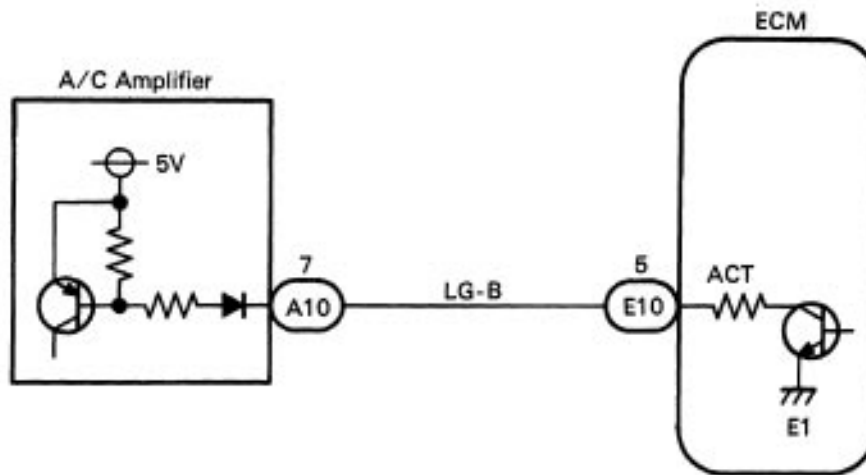 ECM
A/C Amplifier
5V
7
A10
LG-B
5
E10
ACT
E1